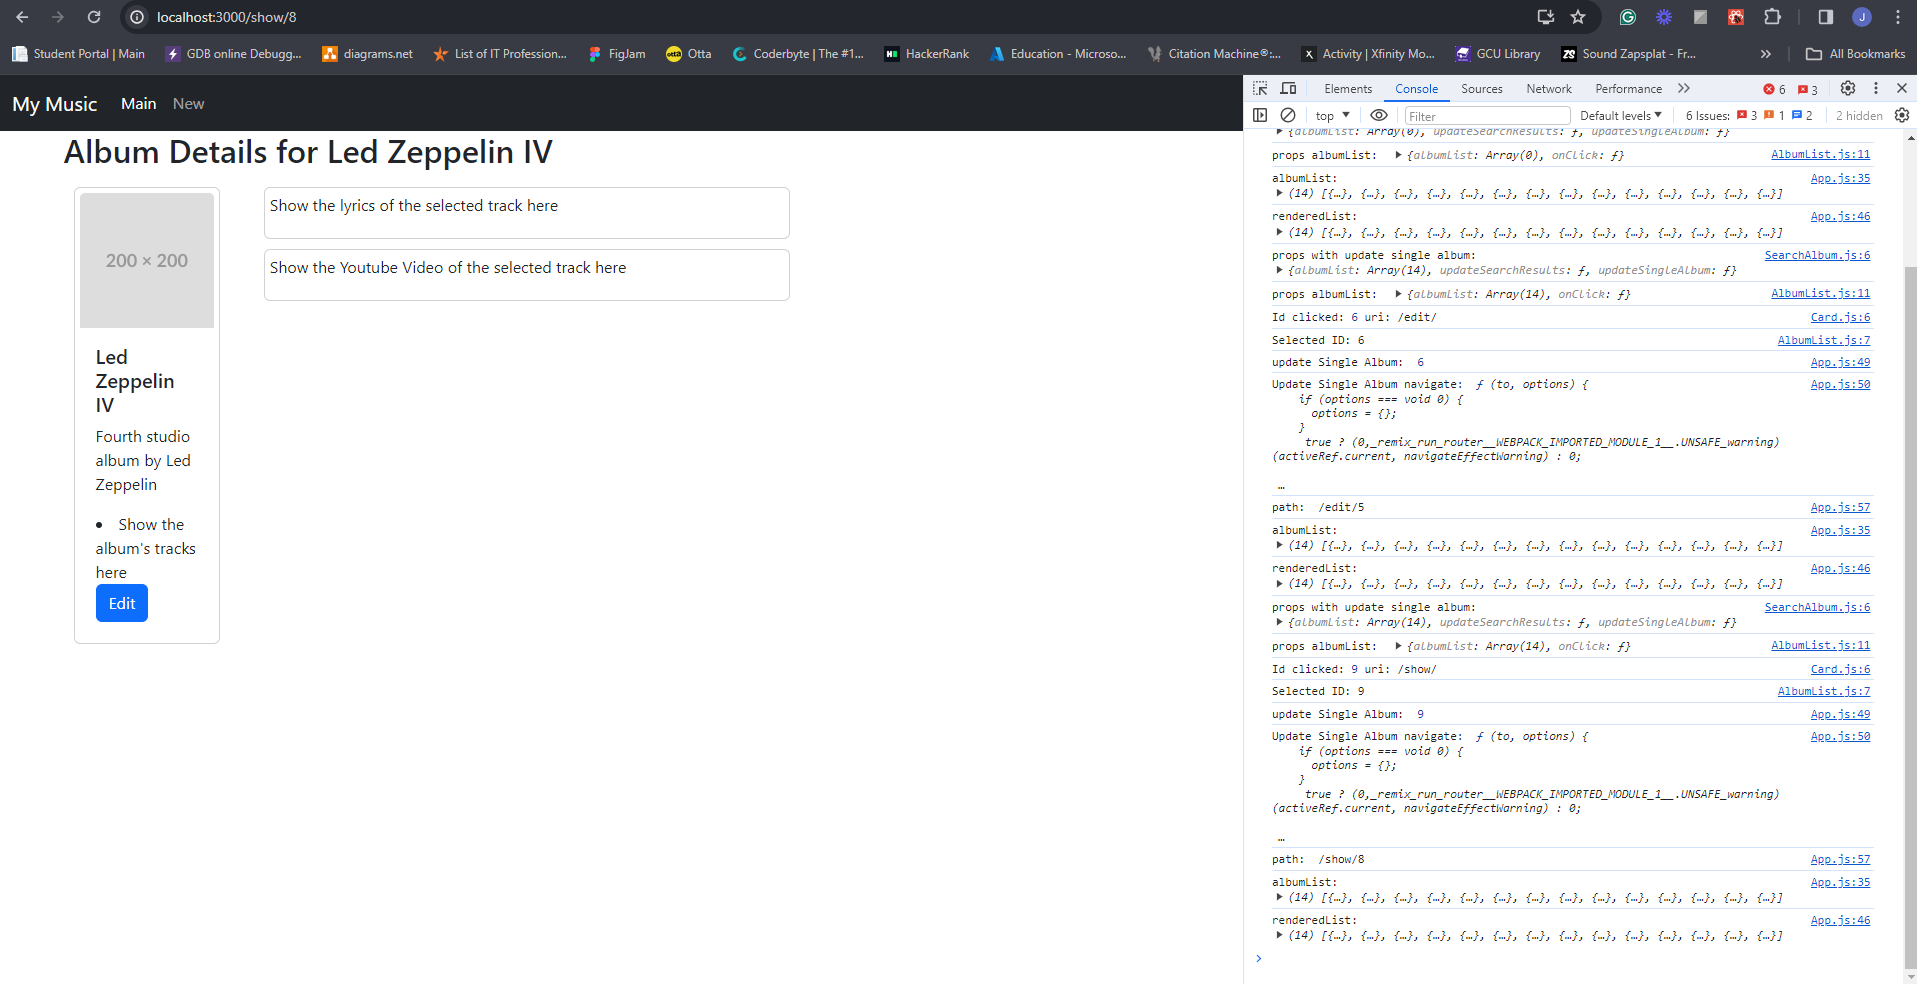 localhost:3000/show/8
J
Student Portal | Main
GDB online Debugg...
diagrams.net
List of IT Profession...
FigJam
otta Otta
Coderbyte | The #1...
HackerRank
Education - Microso...
Citation Machine®:...
Activity | Xfinity Mo...
GCU Library
Sound Zapsplat - Fr...
»
All Bookmarks
My Music Main New
Album Details for Led Zeppelin IV
200 × 200
Led
Zeppelin
IV
Fourth studio
album by Led
Zeppelin
• Show the
album's tracks
here
Edit
Show the lyrics of the selected track here
Show the Youtube Video of the selected track here
Elements Console Sources Network Performance » 6 3
top Filter Default levels 6 Issues: 3 1 2 2 hidden
{albumList: Array(0), updateSearchResults: ƒ, updateSingleAlbum: ƒ}
props albumList: {albumList: Array(0), onClick: ƒ} AlbumList.js:11
albumList: App.js:35
(14) [{…}, {…}, {…}, {…}, {…}, {…}, {…}, {…}, {…}, {…}, {…}, {…}, {…}, {…}]
renderedList: App.js:46
(14) [{…}, {…}, {…}, {…}, {…}, {…}, {…}, {…}, {…}, {…}, {…}, {…}, {…}, {…}]
props with update single album: SearchAlbum.js:6
{albumList: Array(14), updateSearchResults: ƒ, updateSingleAlbum: ƒ}
props albumList: {albumList: Array(14), onClick: ƒ} AlbumList.js:11
Id clicked: 6 uri: /edit/ Card.js:6
Selected ID: 6 AlbumList.js:7
update Single Album: 6 App.js:49
Update Single Album navigate: ƒ (to, options) { App.js:50
if (options === void 0) {
options = {};
}
true ? (0,_remix_run_router__WEBPACK_IMPORTED_MODULE_1__.UNSAFE_warning)
(activeRef.current, navigateEffectWarning) : 0;
…
path: /edit/5 App.js:57
albumList: App.js:35
(14) [{…}, {…}, {…}, {…}, {…}, {…}, {…}, {…}, {…}, {…}, {…}, {…}, {…}, {…}]
renderedList: App.js:46
(14) [{…}, {…}, {…}, {…}, {…}, {…}, {…}, {…}, {…}, {…}, {…}, {…}, {…}, {…}]
props with update single album: SearchAlbum.js:6
{albumList: Array(14), updateSearchResults: ƒ, updateSingleAlbum: ƒ}
props albumList: {albumList: Array(14), onClick: ƒ} AlbumList.js:11
Id clicked: 9 uri: /show/ Card.js:6
Selected ID: 9 AlbumList.js:7
update Single Album: 9 App.js:49
Update Single Album navigate: ƒ (to, options) { App.js:50
if (options === void 0) {
options = {};
}
true ? (0,_remix_run_router__WEBPACK_IMPORTED_MODULE_1__.UNSAFE_warning)
(activeRef.current, navigateEffectWarning) : 0;
…
path: /show/8 App.js:57
albumList: App.js:35
(14) [{…}, {…}, {…}, {…}, {…}, {…}, {…}, {…}, {…}, {…}, {…}, {…}, {…}, {…}]
renderedList: App.js:46
(14) [{…}, {…}, {…}, {…}, {…}, {…}, {…}, {…}, {…}, {…}, {…}, {…}, {…}, {…}]